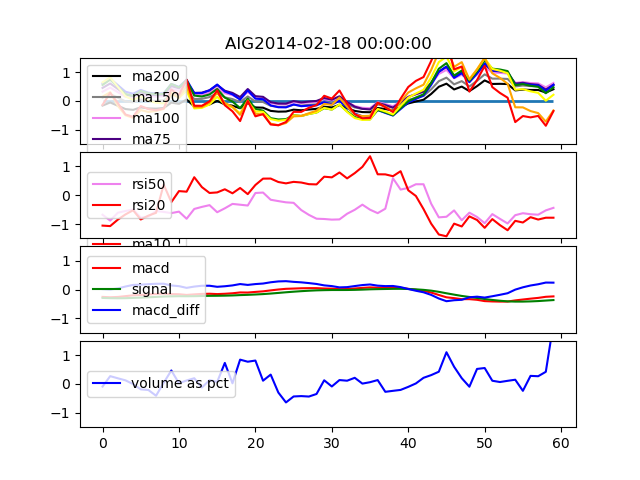 AIG2014-02-18 00:00:00
1
0
−1
ma200
ma150
ma100
ma75
1
0
−1
rsi50
rsi20
ma10
1
0
−1
macd
signal
macd_diff
1
0
−1
volume as pct
0 10 20 30 40 50 60